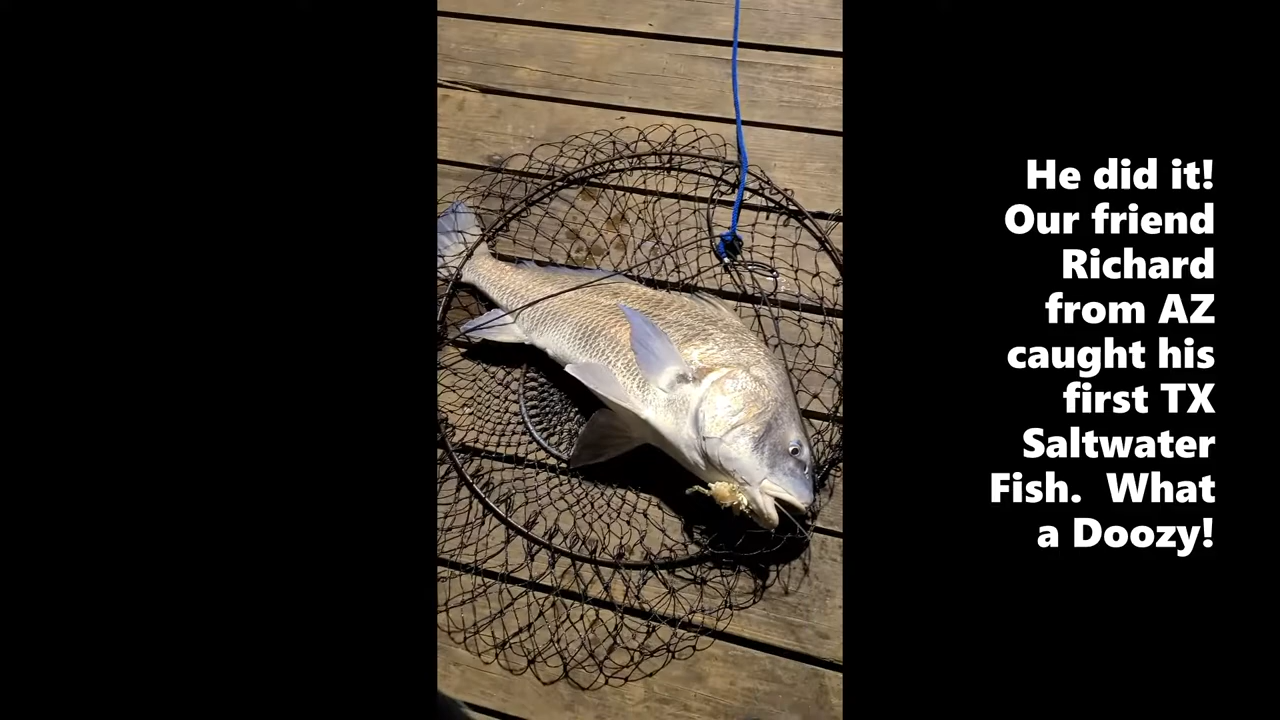 He did it!
Our friend
Richard
from AZ
caught his
first TX
Saltwater
Fish.  What
a Doozy!